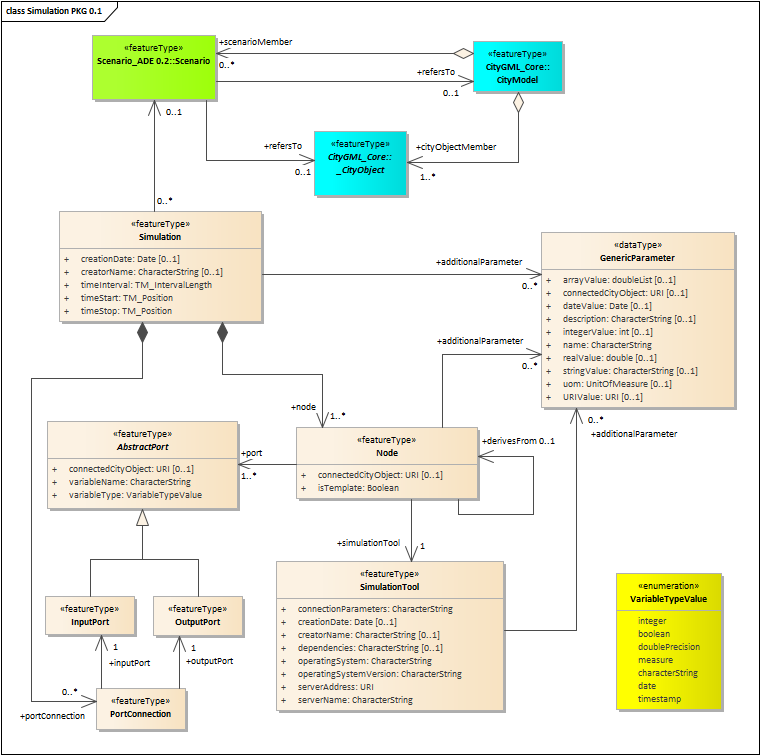 class Simulation PKG 0.1
«featureType»
Scenario_ADE 0.2::Scenario
+scenarioMember
0..*
+refersTo
0..1
«featureType»
CityGML_Core::
CityModel
0..1
+refersTo
0..1
«featureType»
CityGML_Core::
_CityObject
+cityObjectMember
1..*
0..*
«featureType»
Simulation
+ creationDate: Date [0..1]
+ creatorName: CharacterString [0..1]
+ timeInterval: TM_IntervalLength
+ timeStart: TM_Position
+ timeStop: TM_Position
+additionalParameter
0..*
«dataType»
GenericParameter
+ arrayValue: doubleList [0..1]
+ connectedCityObject: URI [0..1]
+ dateValue: Date [0..1]
+ description: CharacterString [0..1]
+ integerValue: int [0..1]
+ name: CharacterString
+ realValue: double [0..1]
+ stringValue: CharacterString [0..1]
+ uom: UnitOfMeasure [0..1]
+ URIValue: URI [0..1]
+additionalParameter
0..*
+node
1..*
0..*
+additionalParameter
«featureType»
AbstractPort
+ connectedCityObject: URI [0..1]
+ variableName: CharacterString
+ variableType: VariableTypeValue
+port
1..*
«featureType»
Node
+ connectedCityObject: URI [0..1]
+ isTemplate: Boolean
+derivesFrom 0..1
+simulationTool
1
«featureType»
SimulationTool
+ connectionParameters: CharacterString
+ creationDate: Date [0..1]
+ creatorName: CharacterString [0..1]
+ dependencies: CharacterString [0..1]
+ operatingSystem: CharacterString
+ operatingSystemVersion: CharacterString
+ serverAddress: URI
+ serverName: CharacterString
«enumeration»
VariableTypeValue
integer
boolean
doublePrecision
measure
characterString
date
timestamp
«featureType»
InputPort
«featureType»
OutputPort
1
+inputPort
1
+outputPort
0..*
+portConnection
«featureType»
PortConnection